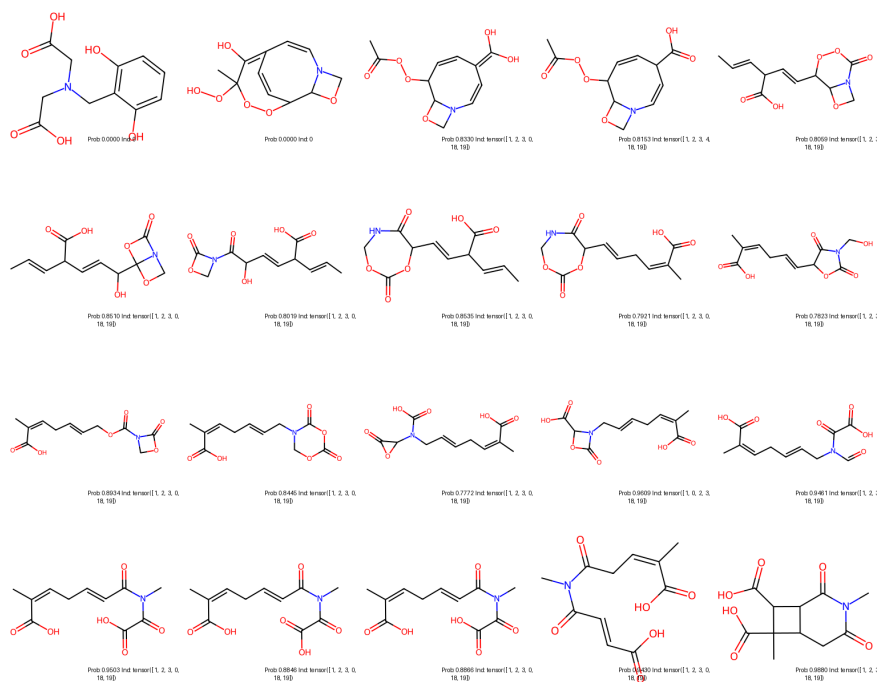 Prob 0.0000 Ind:
Prob 0.0000 Ind: 0
Prob 0.8330 Ind: tensor([ 1, 2, 3, 0,
18, 19])
Prob 0.8153 Ind: tensor([ 1, 2, 3, 4,
18, 19])
Prob 0.8059 Ind: tensor([ 1, 2,
18, 19])
Prob 0.8510 Ind: tensor([ 1, 2, 3, 0,
18, 19])
Prob 0.8019 Ind: tensor([ 1, 2, 3, 0,
18, 19])
Prob 0.8535 Ind: tensor([ 1, 2, 3, 0,
18, 19])
Prob 0.7921 Ind: tensor([ 1, 2, 3, 0,
18, 19])
Prob 0.7823 Ind: tensor([ 1, 2,
18, 19])
Prob 0.8934 Ind: tensor([ 1, 2, 3, 0,
18, 19])
Prob 0.8445 Ind: tensor([ 1, 2, 3, 0,
18, 19])
Prob 0.7772 Ind: tensor([ 1, 2, 3, 0,
18, 19])
Prob 0.9609 Ind: tensor([ 1, 0, 2, 3,
18, 19])
Prob 0.9461 Ind: tensor([ 1, 2,
18, 19])
Prob 0.9503 Ind: tensor([ 1, 2, 3, 0,
18, 19])
Prob 0.8846 Ind: tensor([ 1, 2, 3, 0,
18, 19])
Prob 0.8866 Ind: tensor([ 1, 2, 3, 0,
18, 19])
Ind: tensor([ 1, 2, 3, 0,
18, 19])
Prob 0.9880 Ind: tensor([ 1, 2,
18, 19])